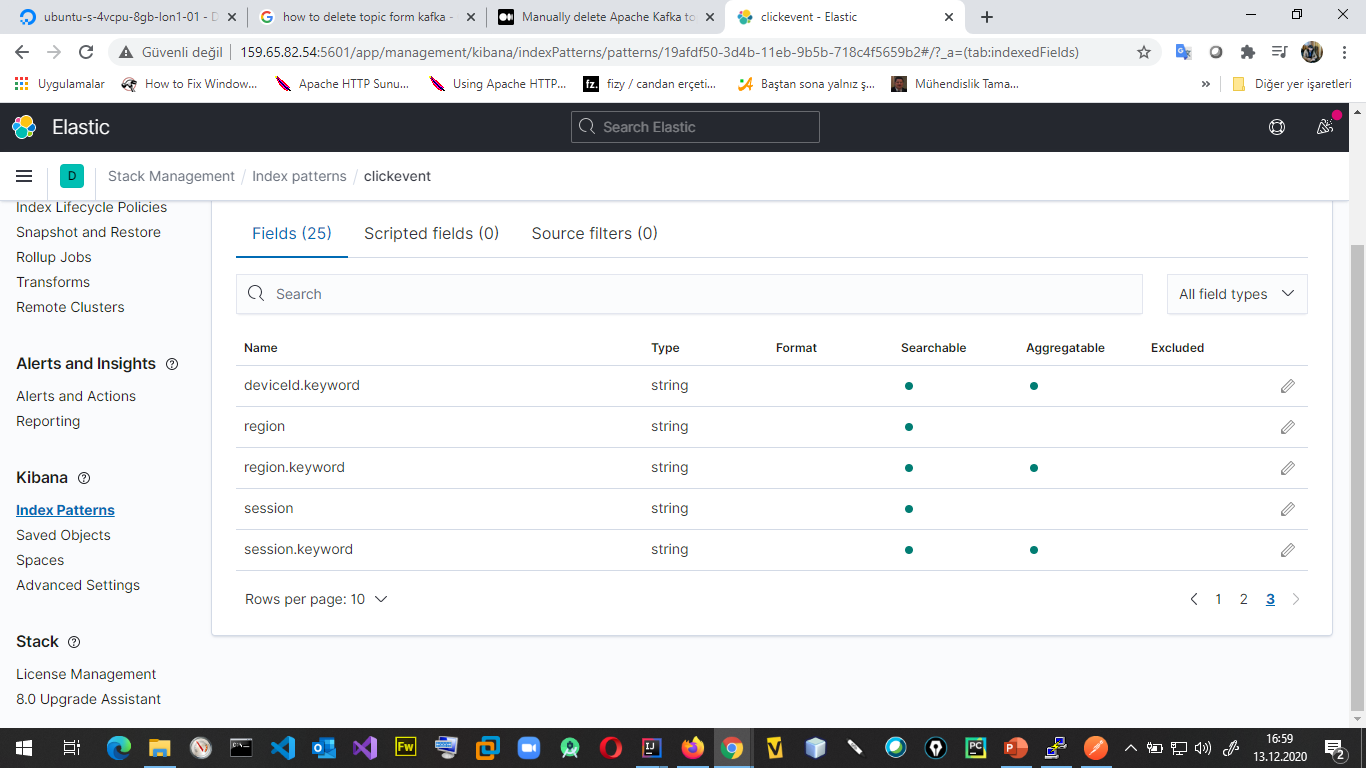 ubuntu-s-4vcpu-8gb-lon1-01 - D
how to delete topic form kafka -
Manually delete Apache Kafka to
clickevent - Elastic
Güvenli değil
159.65.82.54:5601/app/management/kibana/indexPatterns/patterns/19afdf50-3d4b-11eb-9b5b-718c4f5659b2#/?_a=(tab:indexedFields)
Uygulamalar
How to Fix Window...
Apache HTTP Sunu...
Using Apache HTTP...
fz.
fizy / candan erçeti...
Baştan sona yalnız ş...
Mühendislik Tama...
»
Diğer yer işaretleri
Elastic
Search Elastic
D
Stack Management / Index patterns / clickevent
Index Lifecycle Policies
Snapshot and Restore
Rollup Jobs
Transforms
Remote Clusters
Alerts and Insights
Alerts and Actions
Reporting
Kibana
Index Patterns
Saved Objects
Spaces
Advanced Settings
Stack
License Management
8.0 Upgrade Assistant
Fields (25)
Scripted fields (0)
Source filters (0)
Search
All field types
Name Type Format Searchable Aggregatable Excluded
deviceId.keyword string
region string
region.keyword string
session string
session.keyword string
Rows per page: 10
1 2 3
Fw
IJ
PC
16:59
13.12.2020
2